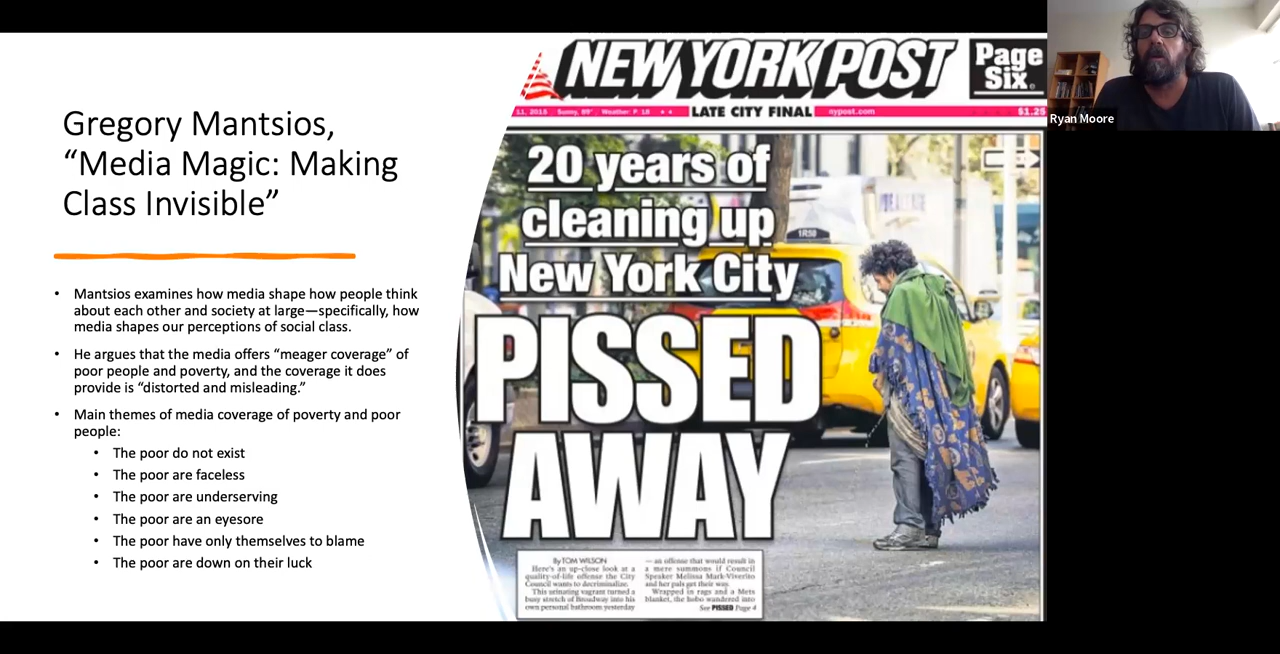 Gregory Mantsios,
“Media Magic: Making
Class Invisible”
• Mantsios examines how media shape how people think
about each other and society at large—specifically, how
media shapes our perceptions of social class.
• He argues that the media offers “meager coverage” of
poor people and poverty, and the coverage it does
provide is “distorted and misleading.”
• Main themes of media coverage of poverty and poor
people:
• The poor do not exist
• The poor are faceless
• The poor are underserving
• The poor are an eyesore
• The poor have only themselves to blame
• The poor are down on their luck
NEW YORK POST
Page
Six
11, 2015 Sunny, 85° Weather: P. 18 LATE CITY FINAL nypost.com $1.25
20 years of
cleaning up
New York City
PISSED
AWAY
1R50
By TOM WILSON
Here's an up-close look at a
quality-of-life offense the City
Council wants to decriminalize.
This urinating vagrant turned a
busy stretch of Broadway into his
own personal bathroom yesterday
— an offense that would result in
a mere summons if Council
Speaker Melissa Mark-Viverito
and her pals get their way.
Wrapped in rags and a Mets
blanket, the hobo wandered into
See PISSED Page 4
Ryan Moore